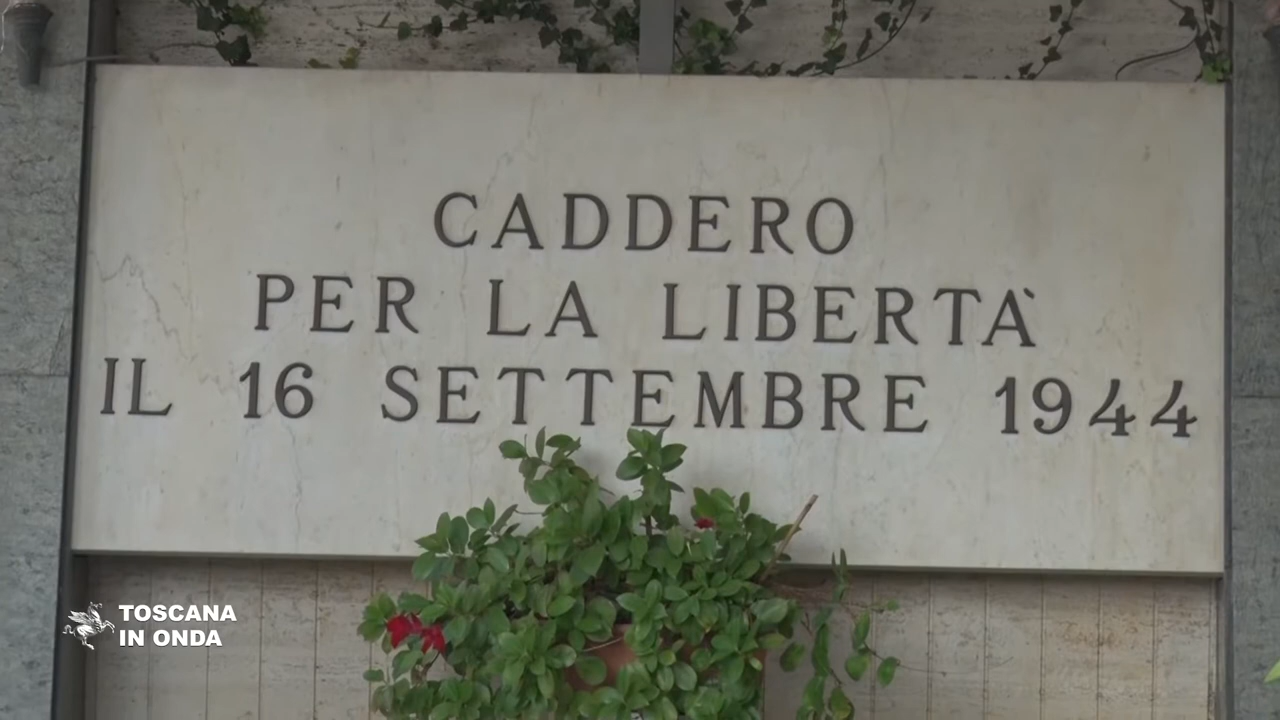 CADDERO
PER LA LIBERTÀ
IL 16 SETTEMBRE 1944
TOSCANA
IN ONDA